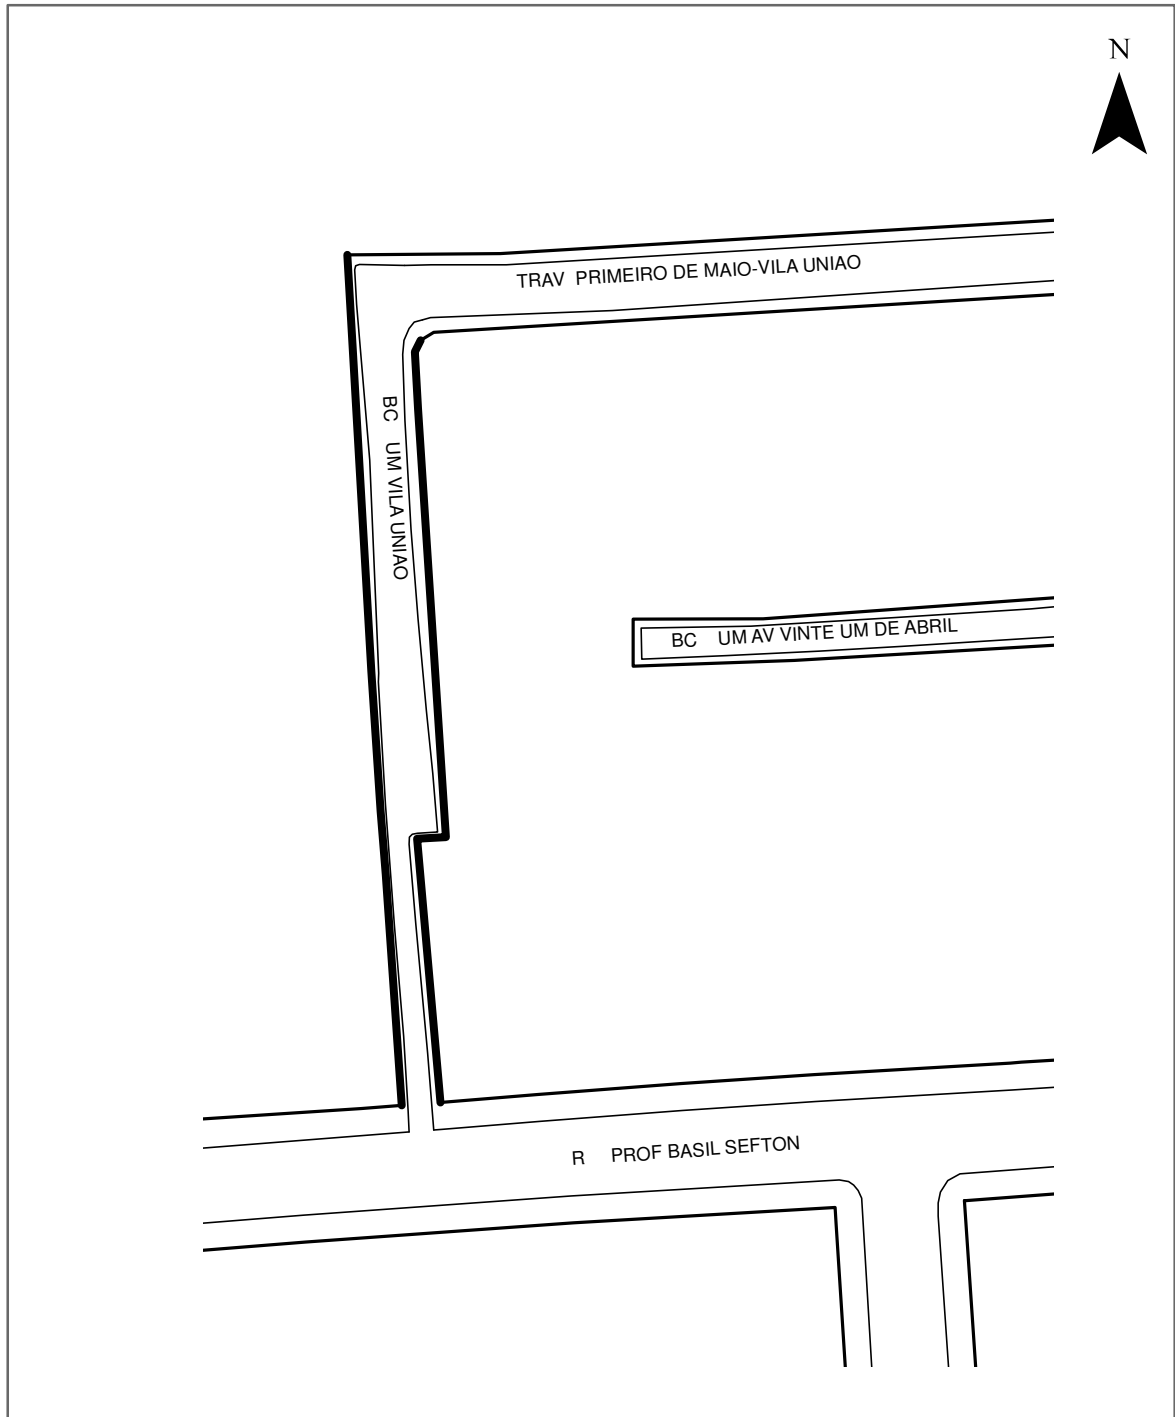 N
TRAV PRIMEIRO DE MAIO-VILA UNIAO
BC UM VILA UNIAO
BC UM AV VINTE UM DE ABRIL
R PROF BASIL SEFTON